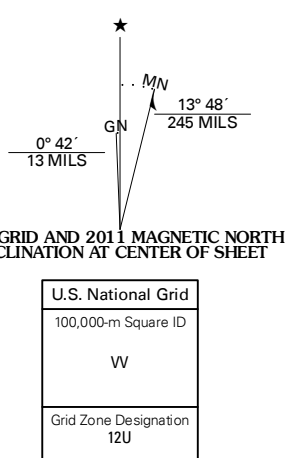 ★
MN
GN
13° 48´
245 MILS
0° 42´
13 MILS
GRID AND 2011 MAGNETIC NORTH
CLINATION AT CENTER OF SHEET
U.S. National Grid
100,000-m Square ID
VV
Grid Zone Designation
12U